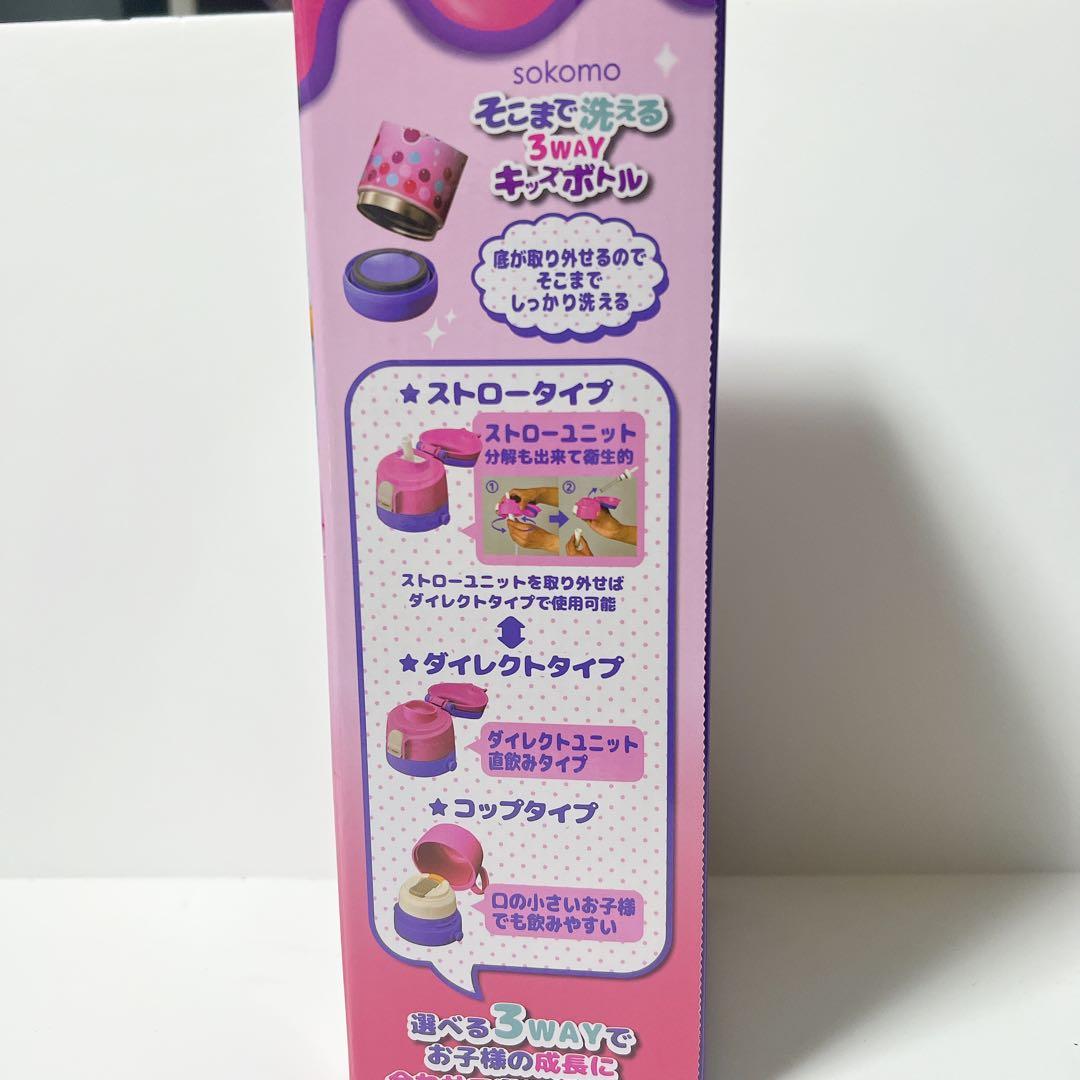 sokomo
そこまで洗える
3WAY
キッズボトル
底が取り外せるので
そこまで
しっかり洗える
★ストロータイプ
ストローユニット
分解も出来て衛生的
① ②
ストローユニットを取り外せば
ダイレクトタイプで使用可能
★ダイレクトタイプ
ダイレクトユニット
直飲みタイプ
★コップタイプ
口の小さいお子様
でも飲みやすい
選べる3WAYで
お子様の成長に